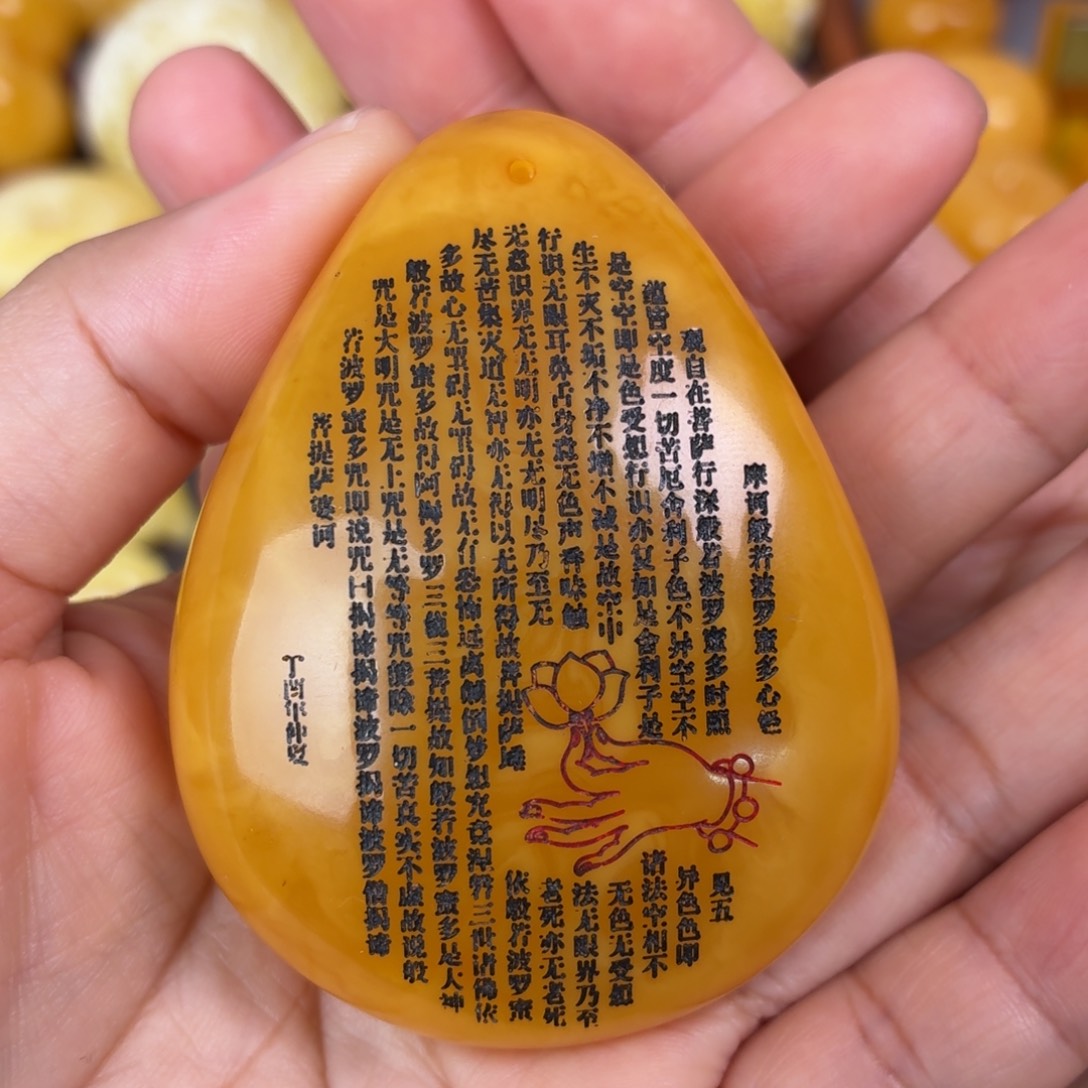 摩诃般若波罗蜜多心经
观自在菩萨行深般若波罗蜜多时照见五
蕴皆空度一切苦厄舍利子色不异空空不异色色即
是空空即是色受想行识亦复如是舍利子是诸法空相不
生不灭不垢不净不增不减是故空中无色无受想
行识无眼耳鼻舌身意无色声香味触法无眼界乃至
无意识界无无明亦无无明尽乃至无老死亦无老死
尽无苦集灭道无智亦无得以无所得故菩提萨埵依般若波罗蜜
多故心无罣碍无罣碍故无有恐怖远离颠倒梦想究竟涅槃三世诸佛依
般若波罗蜜多故得阿耨多罗三藐三菩提故知般若波罗蜜多是大神
咒是大明咒是无上咒是无等等咒能除一切苦真实不虚故说般
若波罗蜜多咒即说咒曰揭谛揭谛波罗揭谛波罗僧揭谛
菩提萨婆诃
丁酉年仲夏